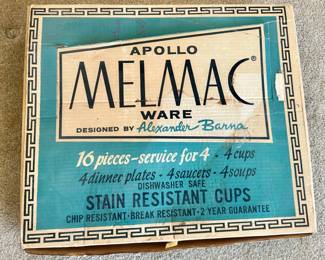 APOLLO
MELMAC®
WARE
DESIGNED BY Alexander Barna
16 pieces-service for 4 - 4 cups
4 dinner plates - 4 saucers - 4 soups
DISHWASHER SAFE
STAIN RESISTANT CUPS
CHIP RESISTANT · BREAK RESISTANT · 2 YEAR GUARANTEE